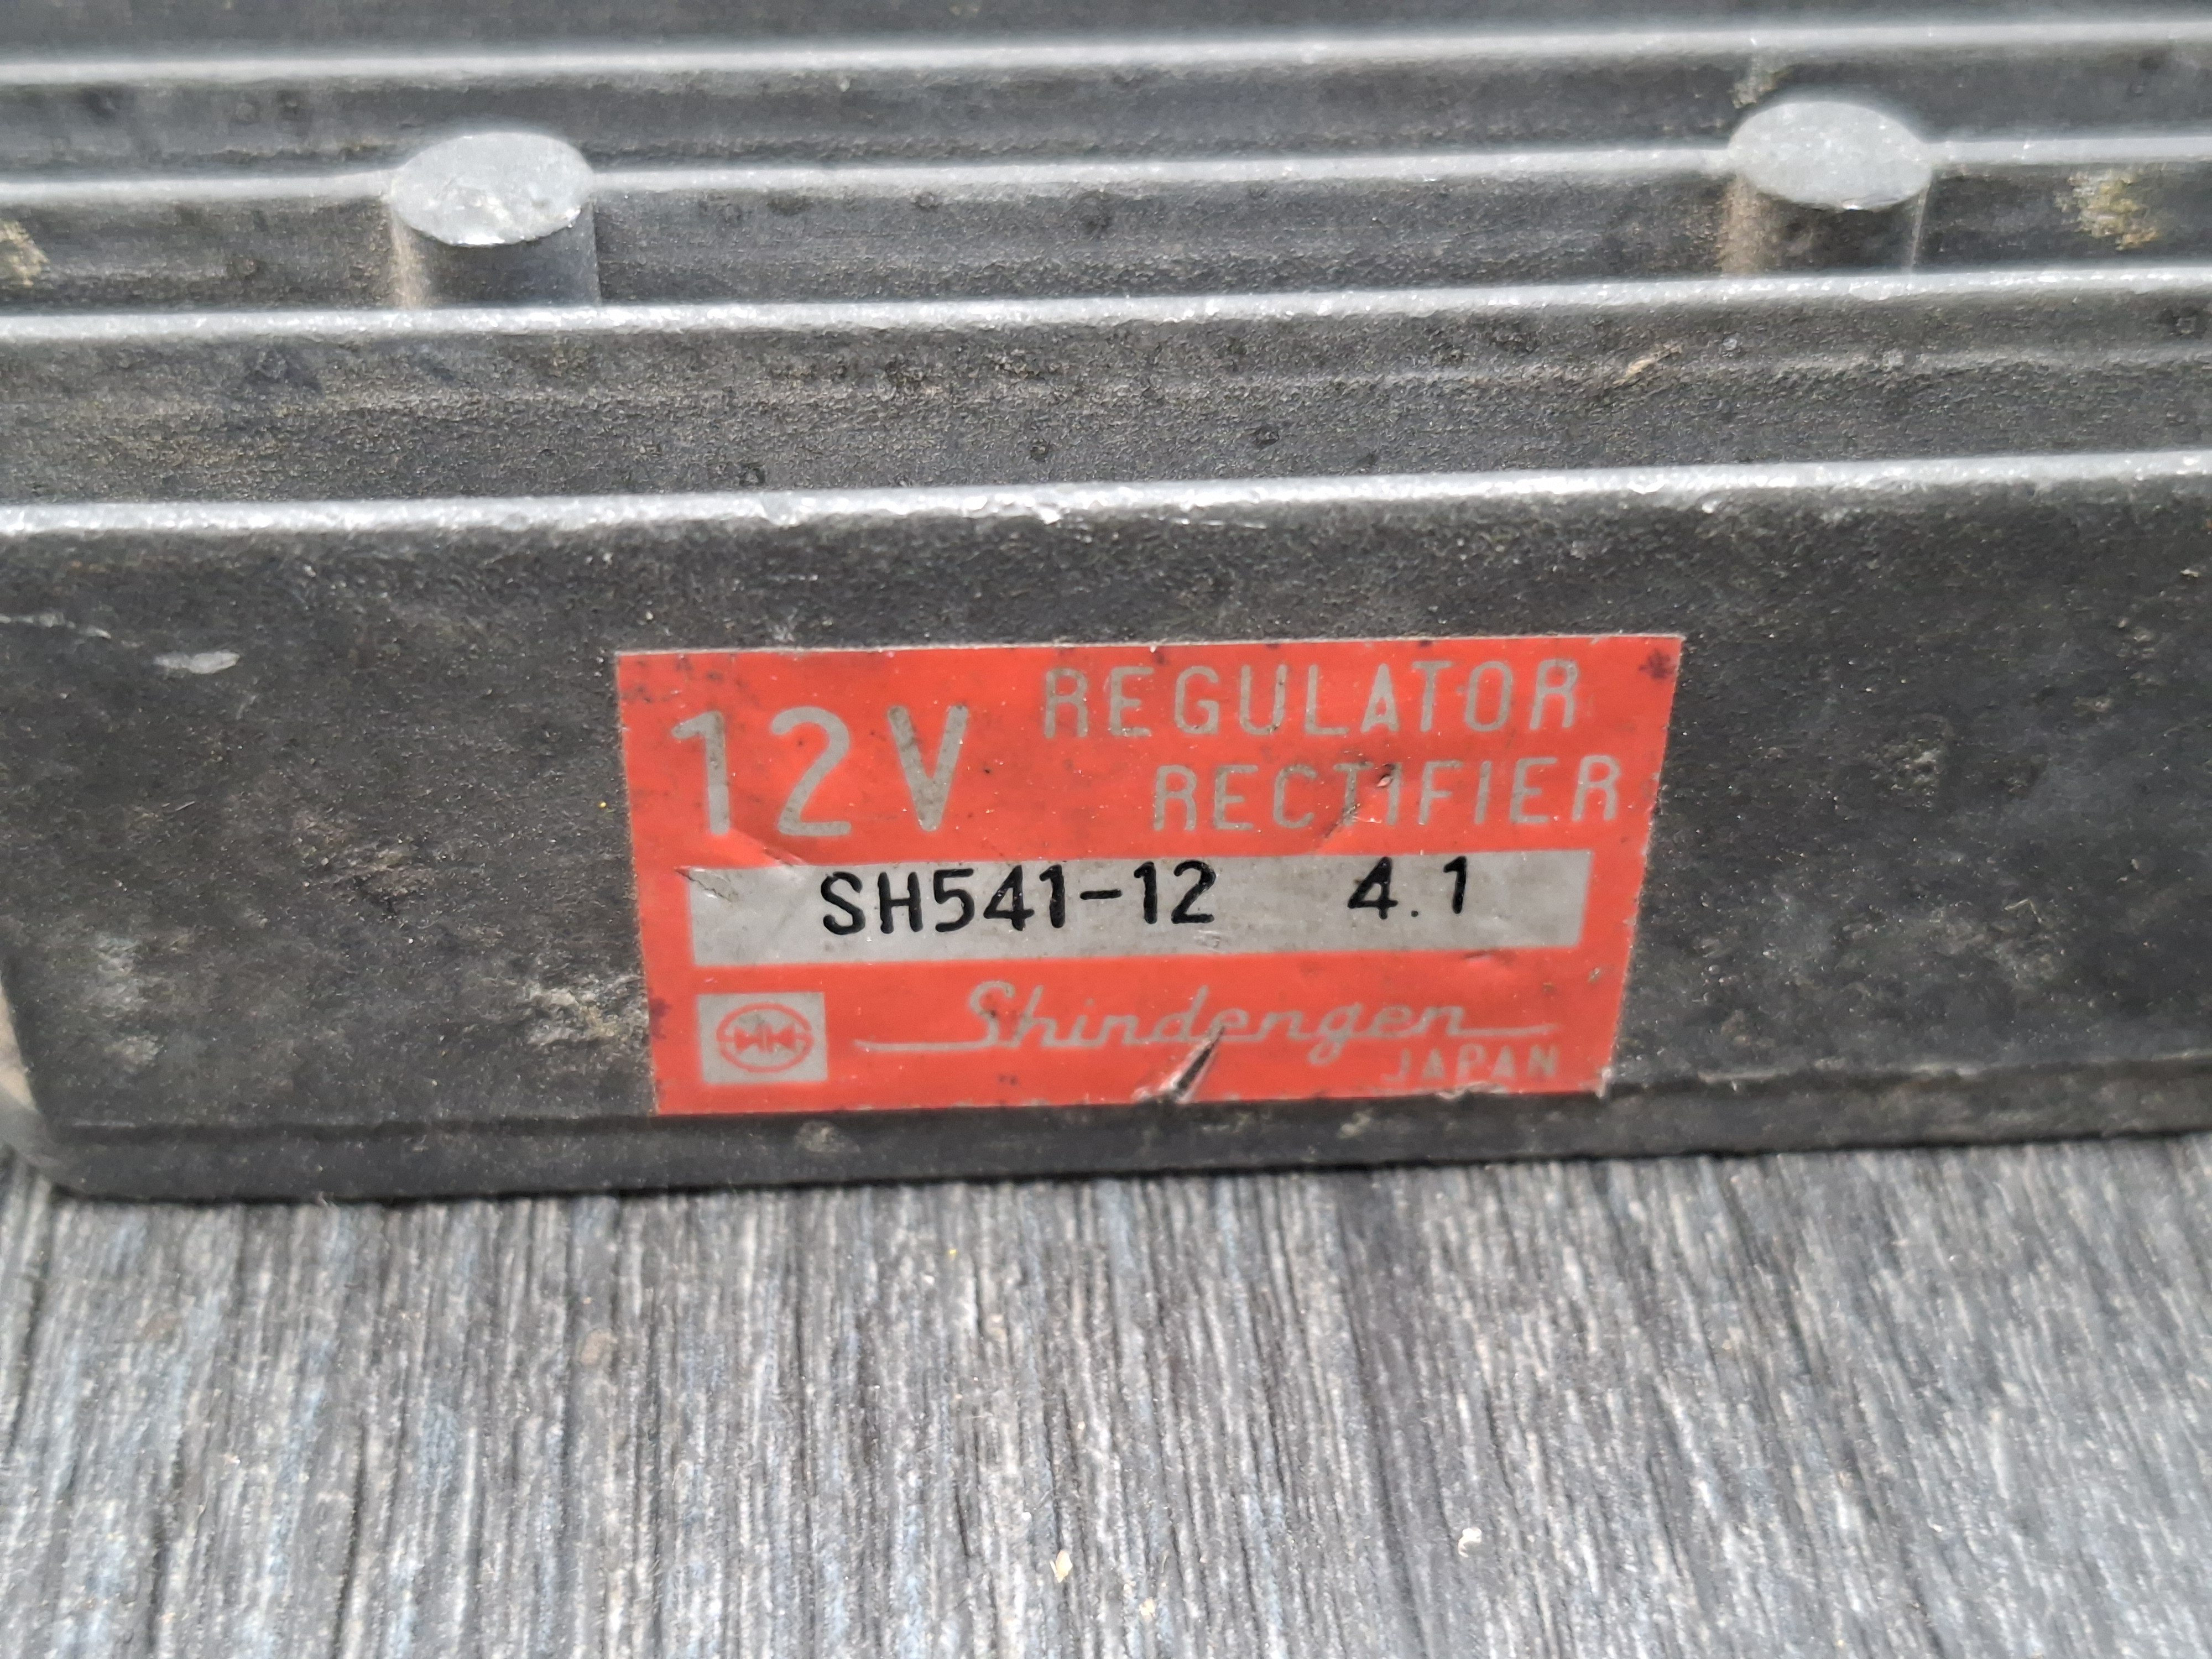 12V REGULATOR
RECTIFIER
SH541-12 4.1
Shindengen
JAPAN